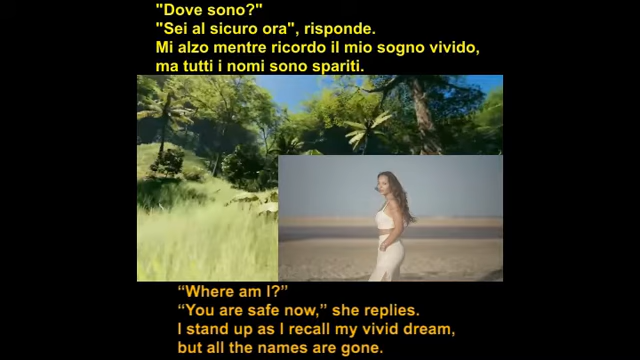 "Dove sono?"
"Sei al sicuro ora", risponde.
Mi alzo mentre ricordo il mio sogno vivido,
ma tutti i nomi sono spariti.
“Where am I?”
“You are safe now,” she replies.
I stand up as I recall my vivid dream,
but all the names are gone.